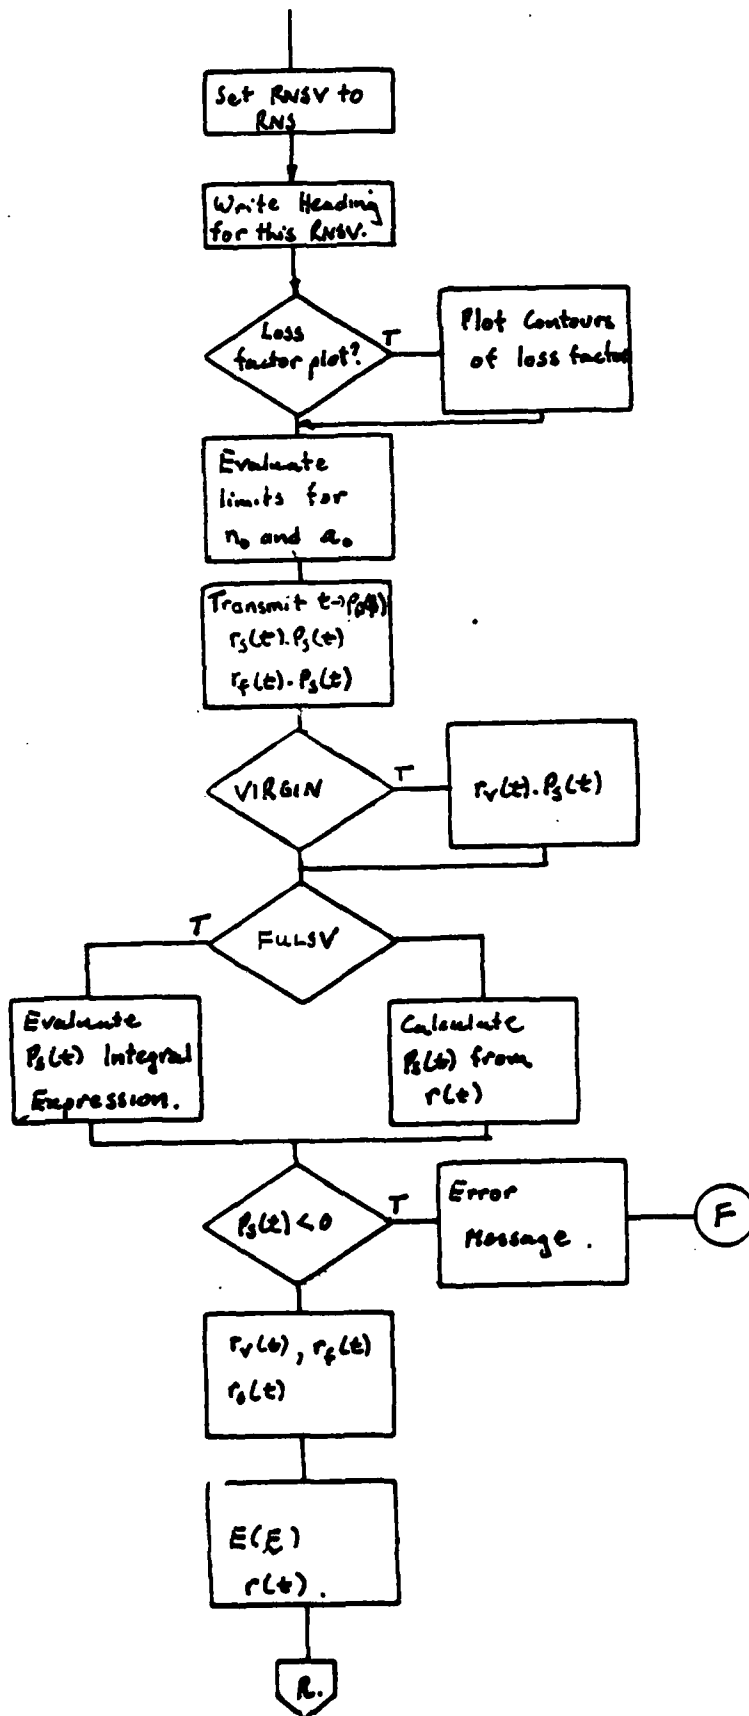 Set RNSV to
RNS
Write Heading
for this RNSV.
Loss
factor plot?
T
Plot Contours
of loss factor
Evaluate
limits for
n₀ and a₀
Transmit t→
r_s(t).P_s(t)
r_f(t).P_s(t)
VIRGIN
T
r_v(t).P_s(t)
FULSV
T
Evaluate
P_s(t) Integral
Expression.
Calculate
P_s(t) from
r(t)
P_s(t)<0
T
Error
Message.
F
r_v(t), r_f(t)
r_s(t)
E(E)
r(t).
R.